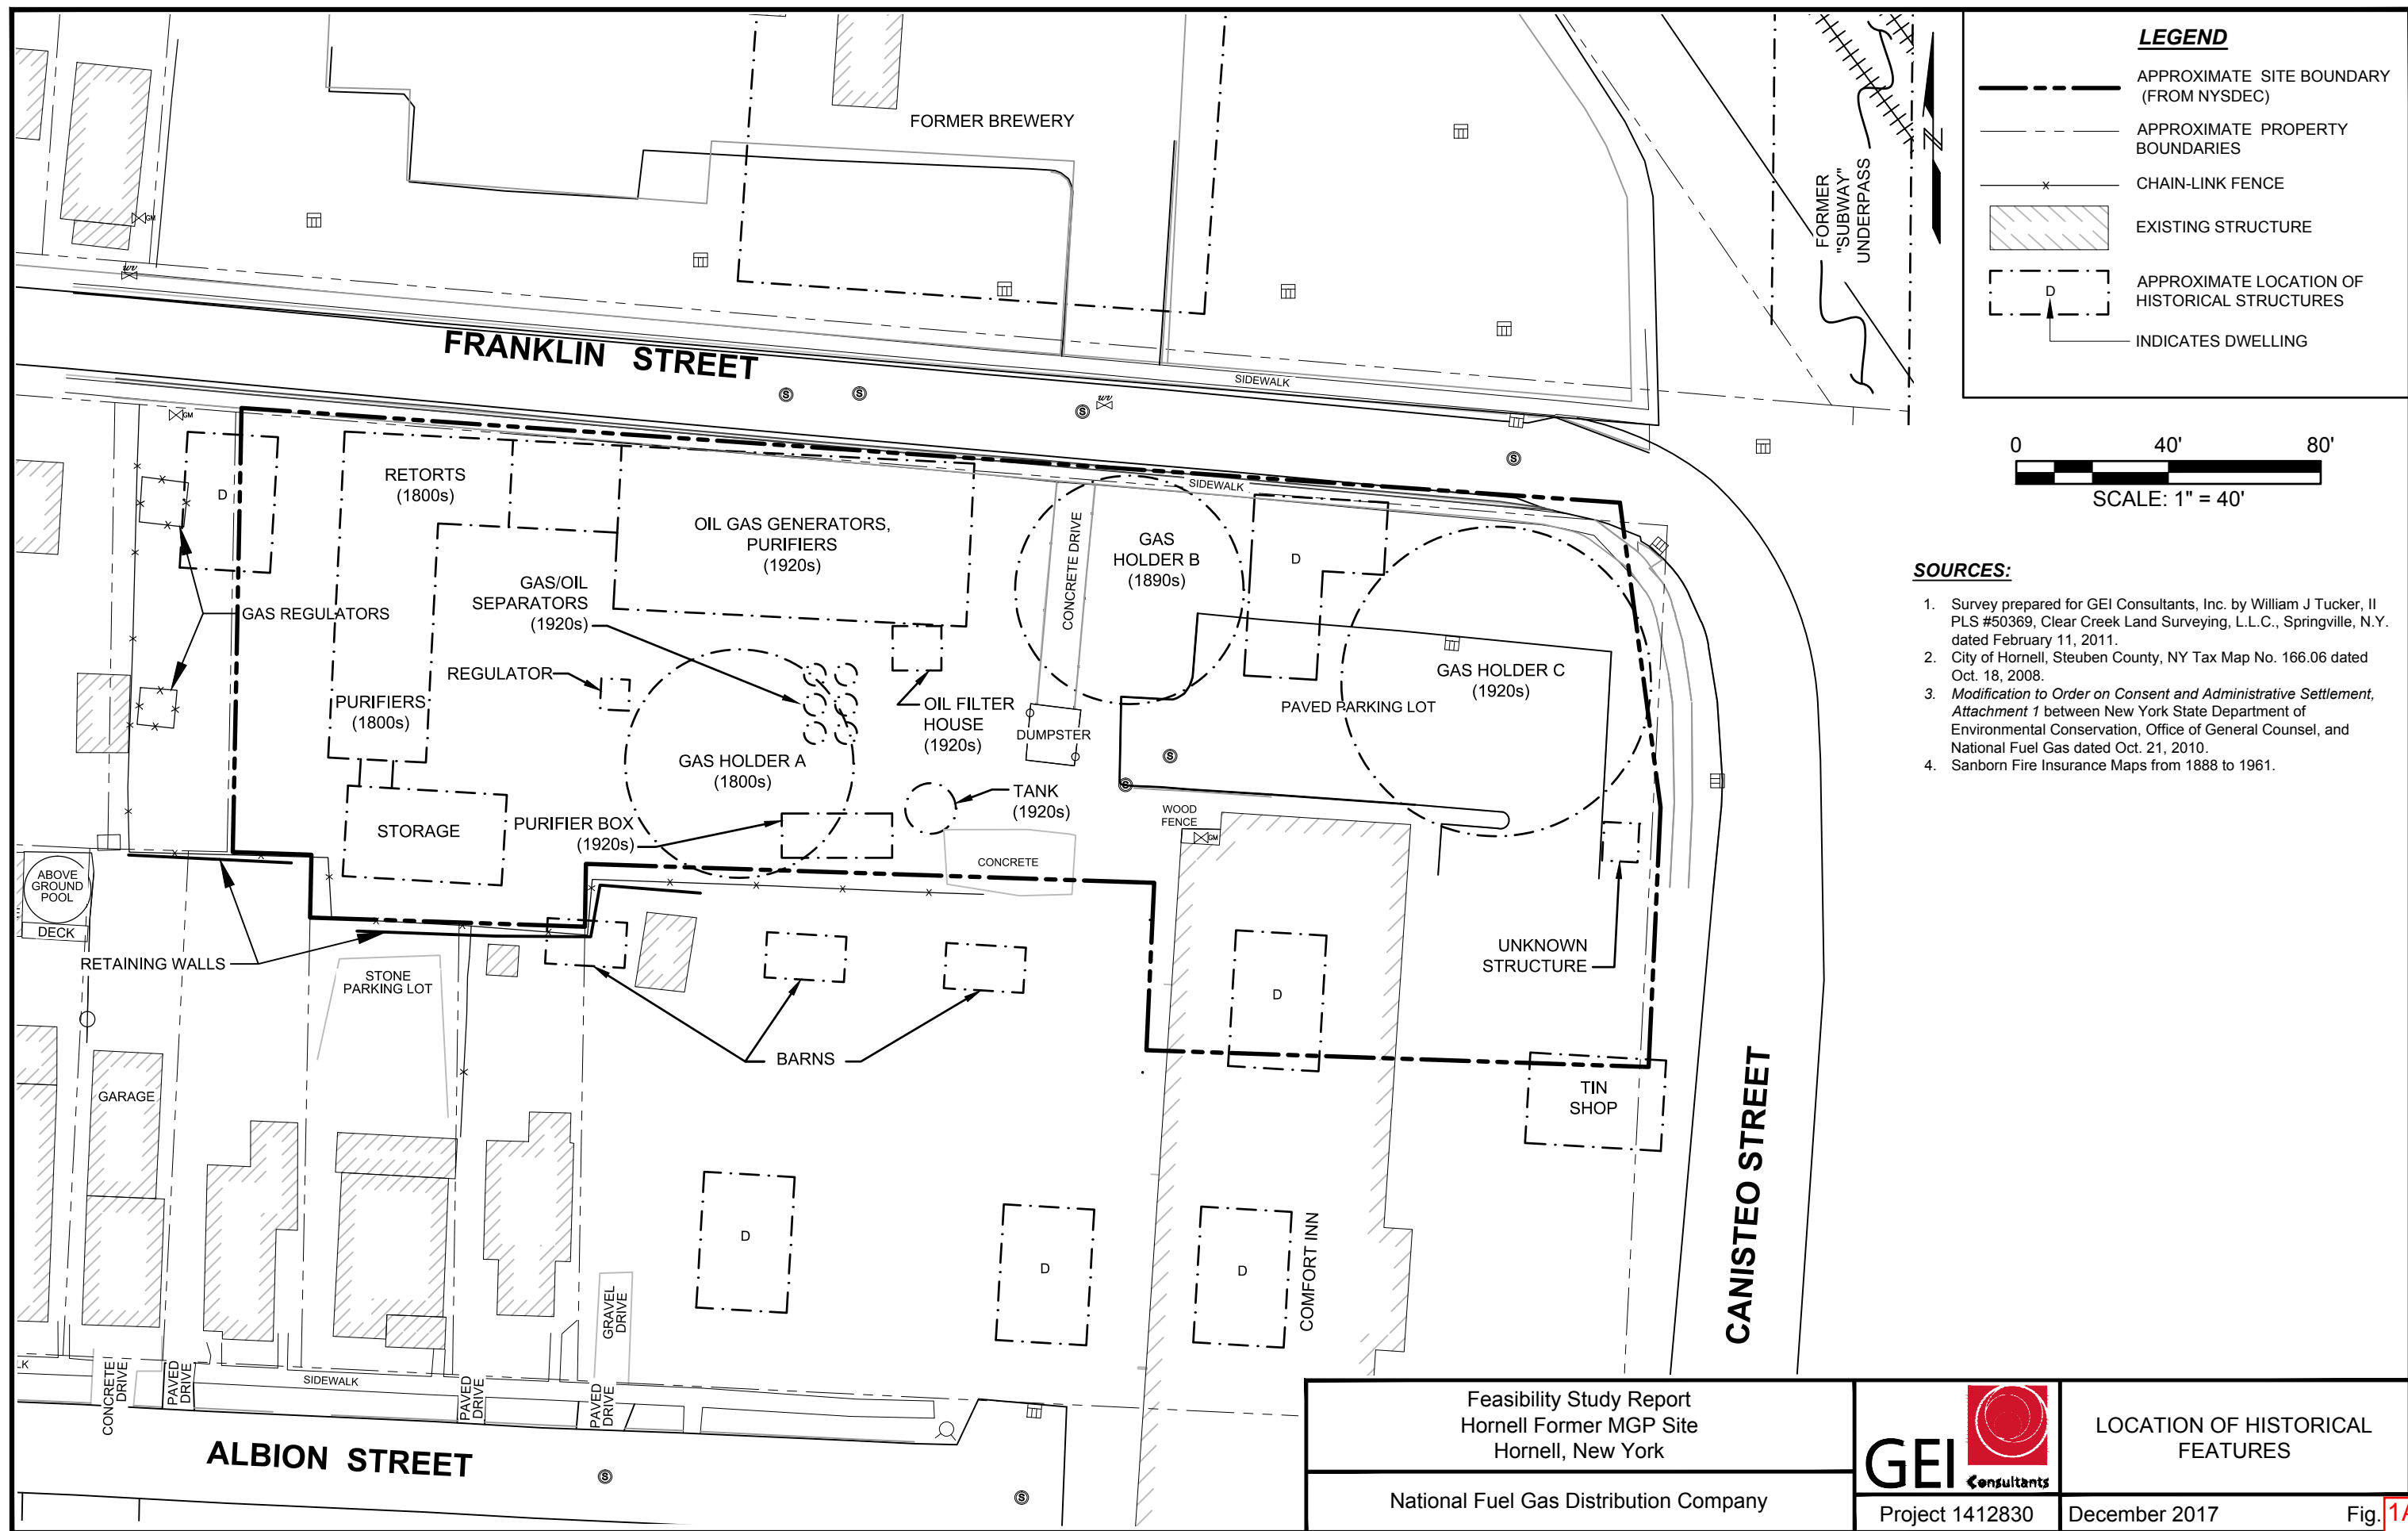 FORMER BREWERY
FRANKLIN STREET
SIDEWALK
FORMER
"SUBWAY"
UNDERPASS
N
LEGEND
APPROXIMATE SITE BOUNDARY
(FROM NYSDEC)
APPROXIMATE PROPERTY
BOUNDARIES
X
CHAIN-LINK FENCE
EXISTING STRUCTURE
APPROXIMATE LOCATION OF
HISTORICAL STRUCTURES
D
INDICATES DWELLING
0 40' 80'
SCALE: 1" = 40'
SOURCES:
1. Survey prepared for GEI Consultants, Inc. by William J Tucker, II
PLS #50369, Clear Creek Land Surveying, L.L.C., Springville, N.Y.
dated February 11, 2011.
2. City of Hornell, Steuben County, NY Tax Map No. 166.06 dated
Oct. 18, 2008.
3. Modification to Order on Consent and Administrative Settlement,
Attachment 1 between New York State Department of
Environmental Conservation, Office of General Counsel, and
National Fuel Gas dated Oct. 21, 2010.
4. Sanborn Fire Insurance Maps from 1888 to 1961.
GM
wv
S
S
S
wv
S
GM
D
RETORTS
(1800s)
OIL GAS GENERATORS,
PURIFIERS
(1920s)
SIDEWALK
CONCRETE DRIVE
GAS
HOLDER B
(1890s)
D
GAS/OIL
SEPARATORS
(1920s)
GAS REGULATORS
REGULATOR
PURIFIERS
(1800s)
GAS HOLDER A
(1800s)
OIL FILTER
HOUSE
(1920s)
DUMPSTER
GAS HOLDER C
(1920s)
PAVED PARKING LOT
S
S
TANK
(1920s)
STORAGE
PURIFIER BOX
(1920s)
WOOD
FENCE
GM
CONCRETE
ABOVE
GROUND
POOL
DECK
RETAINING WALLS
STONE
PARKING LOT
BARNS
D
UNKNOWN
STRUCTURE
TIN
SHOP
GARAGE
D
D
D
COMFORT INN
CANISTEO STREET
GRAVEL
DRIVE
LK
CONCRETE
DRIVE
PAVED
DRIVE
SIDEWALK
PAVED
DRIVE
PAVED
DRIVE
ALBION STREET
S
S
Feasibility Study Report
Hornell Former MGP Site
Hornell, New York
National Fuel Gas Distribution Company
GEI
Consultants
Project 1412830
LOCATION OF HISTORICAL
FEATURES
December 2017
Fig. 1A